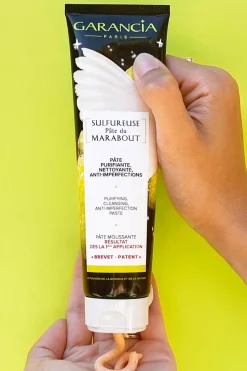 GARANCIA
PARIS
SULFUREUSE
Pâte du
MARABOUT
PÂTE
PURIFIANTE,
NETTOYANTE,
ANTI-IMPERFECTIONS
PURIFYING,
CLEANSING,
ANTI-IMPERFECTION
PASTE
PÂTE MOUSSANTE
RÉSULTAT
DÈS LA 1ÈRE APPLICATION
• BREVET - PATENT •